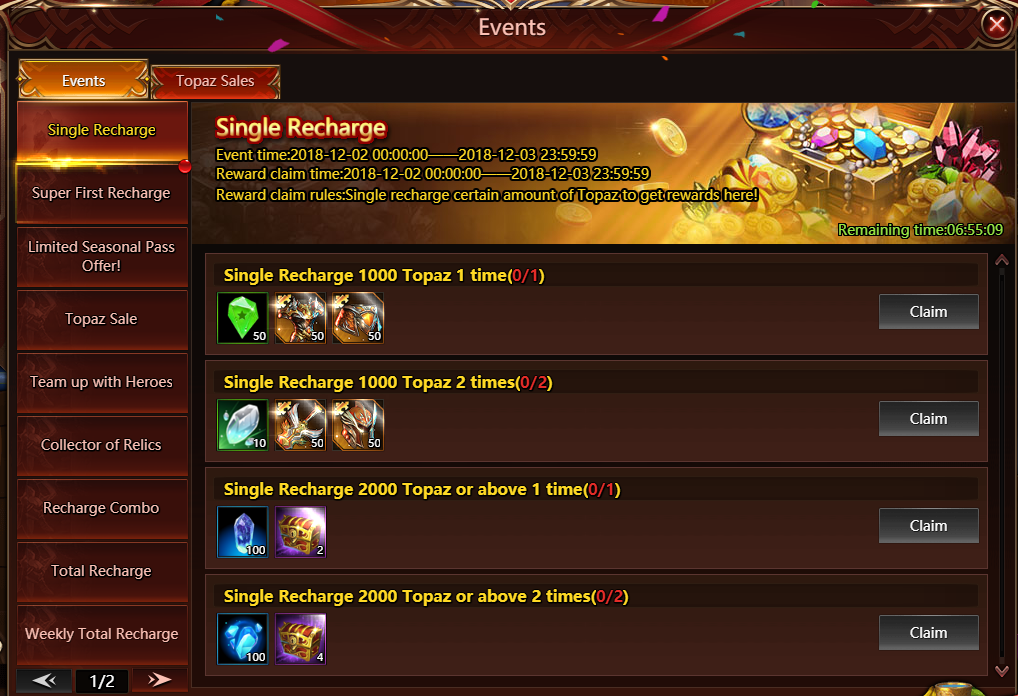 Events
Events
Topaz Sales
Single Recharge
Super First Recharge
Limited Seasonal Pass
Offer!
Topaz Sale
Team up with Heroes
Collector of Relics
Recharge Combo
Total Recharge
Weekly Total Recharge
1/2
Single Recharge
Event time:2018-12-02 00:00:00——2018-12-03 23:59:59
Reward claim time:2018-12-02 00:00:00——2018-12-03 23:59:59
Reward claim rules:Single recharge certain amount of Topaz to get rewards here!
Remaining time:06:55:09
Single Recharge 1000 Topaz 1 time(0/1)
50 50 50
Claim
Single Recharge 1000 Topaz 2 times(0/2)
10 50 50
Claim
Single Recharge 2000 Topaz or above 1 time(0/1)
100 2
Claim
Single Recharge 2000 Topaz or above 2 times(0/2)
100 4
Claim